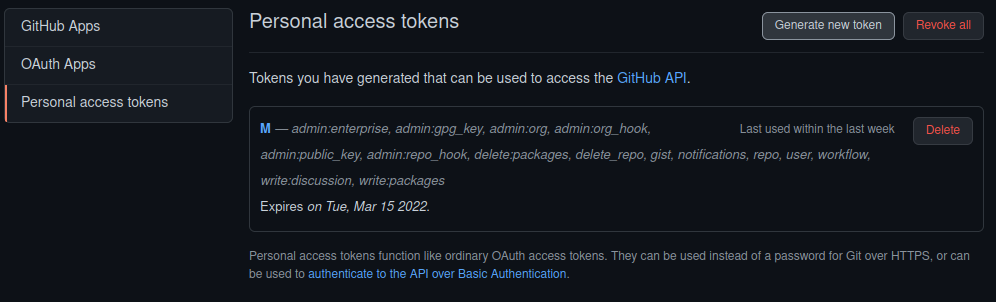 GitHub Apps
OAuth Apps
Personal access tokens
Personal access tokens
Generate new token
Revoke all
Tokens you have generated that can be used to access the GitHub API.
M — admin:enterprise, admin:gpg_key, admin:org, admin:org_hook,
Last used within the last week
Delete
admin:public_key, admin:repo_hook, delete:packages, delete_repo, gist, notifications, repo, user, workflow,
write:discussion, write:packages
Expires on Tue, Mar 15 2022.
Personal access tokens function like ordinary OAuth access tokens. They can be used instead of a password for Git over HTTPS, or can
be used to authenticate to the API over Basic Authentication.